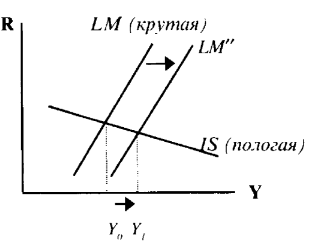 R
LM (крутая)
LM"
IS (пологая)
Y
Y₀ Y₁